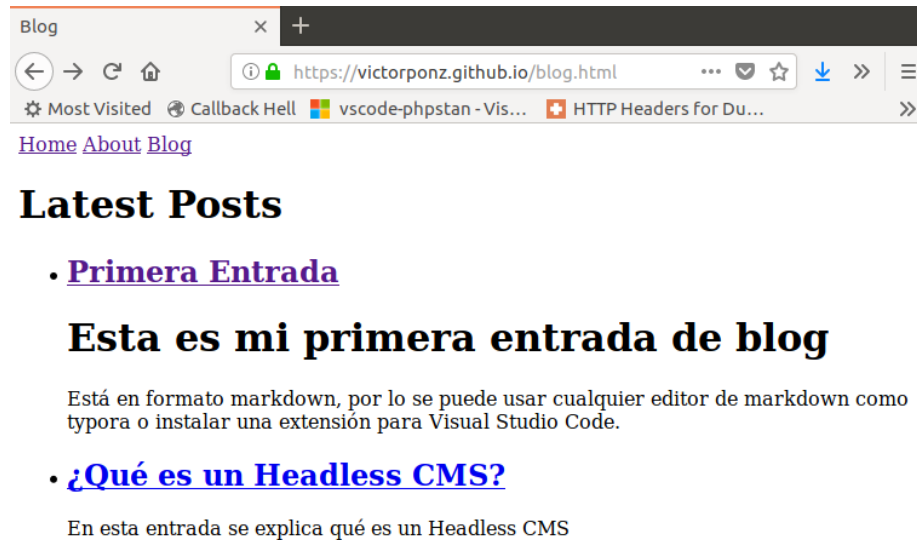 Blog
https://victorponz.github.io/blog.html
Most Visited Callback Hell vscode-phpstan - Vis... HTTP Headers for Du...
Home About Blog
Latest Posts
Primera Entrada
Esta es mi primera entrada de blog
Está en formato markdown, por lo se puede usar cualquier editor de markdown como
typora o instalar una extensión para Visual Studio Code.
¿Qué es un Headless CMS?
En esta entrada se explica qué es un Headless CMS